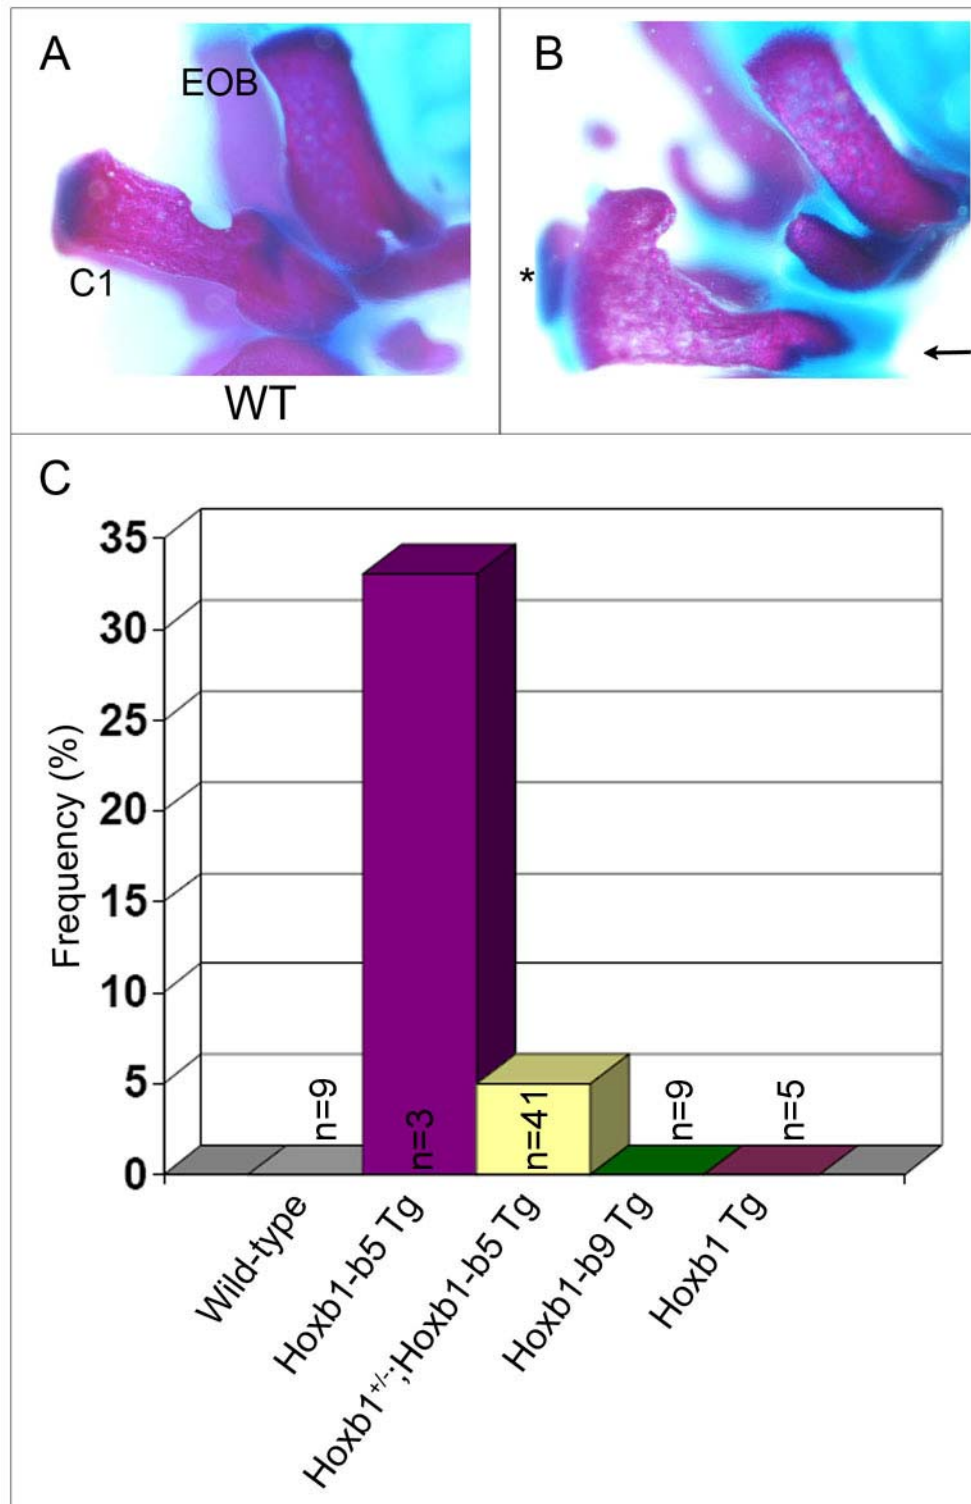 A
EOB
C1
WT
B
*
C
Frequency (%)
35
30
25
20
15
10
5
0
n=9
n=3
n=41
n=9
n=5
Wild-type
Hoxb1-b5 Tg
Hoxb1+/-;Hoxb1-b5 Tg
Hoxb1-b9 Tg
Hoxb1 Tg